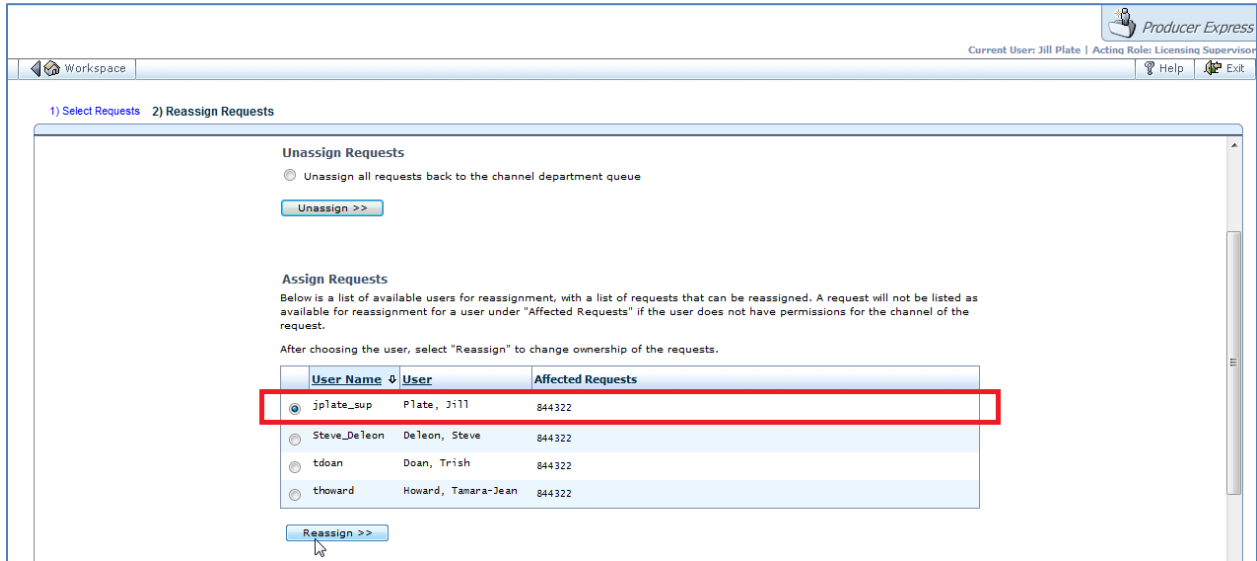 Producer Express
Current User: Jill Plate | Acting Role: Licensing Supervisor
Workspace
Help
Exit
1) Select Requests 2) Reassign Requests
Unassign Requests
Unassign all requests back to the channel department queue
Unassign >>
Assign Requests
Below is a list of available users for reassignment, with a list of requests that can be reassigned. A request will not be listed as
available for reassignment for a user under "Affected Requests" if the user does not have permissions for the channel of the
request.
After choosing the user, select "Reassign" to change ownership of the requests.
User Name User Affected Requests
jplate_sup Plate, Jill 844322
Steve_Deleon Deleon, Steve 844322
tdoan Doan, Trish 844322
thoward Howard, Tamara-Jean 844322
Reassign >>